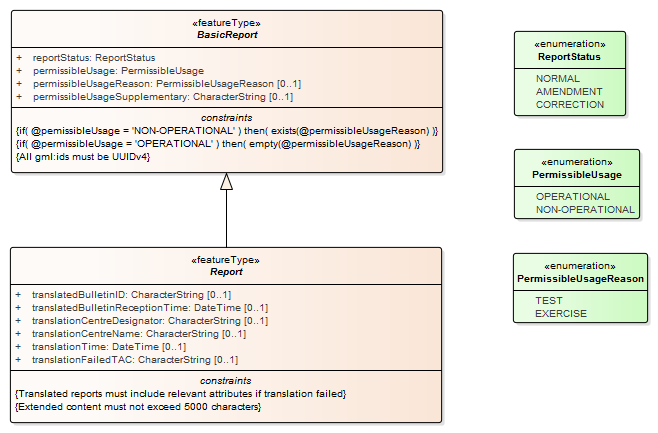 «featureType»
BasicReport
+ reportStatus: ReportStatus
+ permissibleUsage: PermissibleUsage
+ permissibleUsageReason: PermissibleUsageReason [0..1]
+ permissibleUsageSupplementary: CharacterString [0..1]
constraints
{if( @pemissibleUsage = 'NON-OPERATIONAL' ) then( exists(@permissibleUsageReason) )}
{if( @pemissibleUsage = 'OPERATIONAL' ) then( empty(@permissibleUsageReason) )}
{All gml:ids must be UUIDv4}
«featureType»
Report
+ translatedBulletinID: CharacterString [0..1]
+ translatedBulletinReceptionTime: DateTime [0..1]
+ translationCentreDesignator: CharacterString [0..1]
+ translationCentreName: CharacterString [0..1]
+ translationTime: DateTime [0..1]
+ translationFailedTAC: CharacterString [0..1]
constraints
{Translated reports must include relevant attributes if translation failed}
{Extended content must not exceed 5000 characters}
«enumeration»
ReportStatus
NORMAL
AMENDMENT
CORRECTION
«enumeration»
PermissibleUsage
OPERATIONAL
NON-OPERATIONAL
«enumeration»
PermissibleUsageReason
TEST
EXERCISE